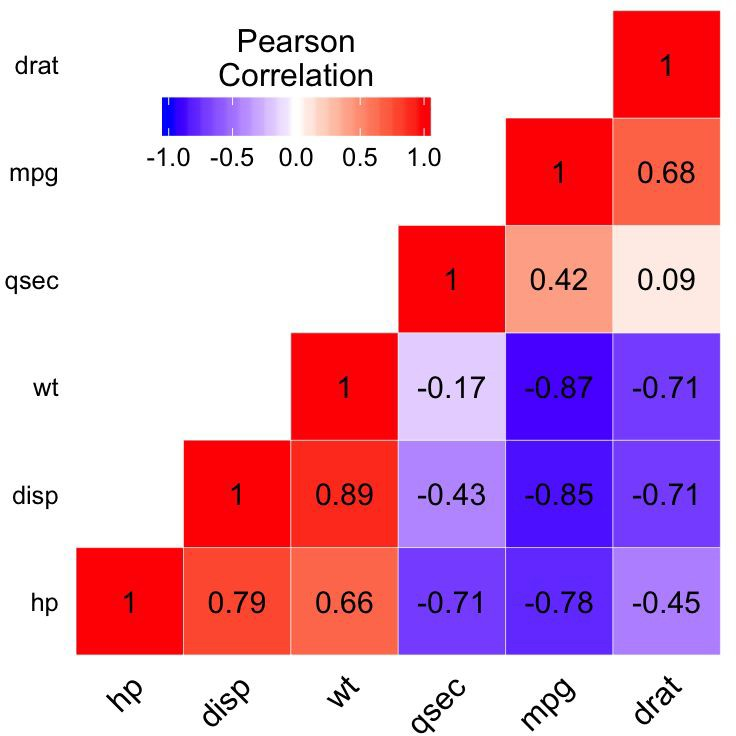 Pearson
Correlation
-1.0 -0.5 0.0 0.5 1.0
drat 1
mpg 1 0.68
qsec 1 0.42 0.09
wt 1 -0.17 -0.87 -0.71
disp 1 0.89 -0.43 -0.85 -0.71
hp 1 0.79 0.66 -0.71 -0.78 -0.45
hp disp wt qsec mpg drat